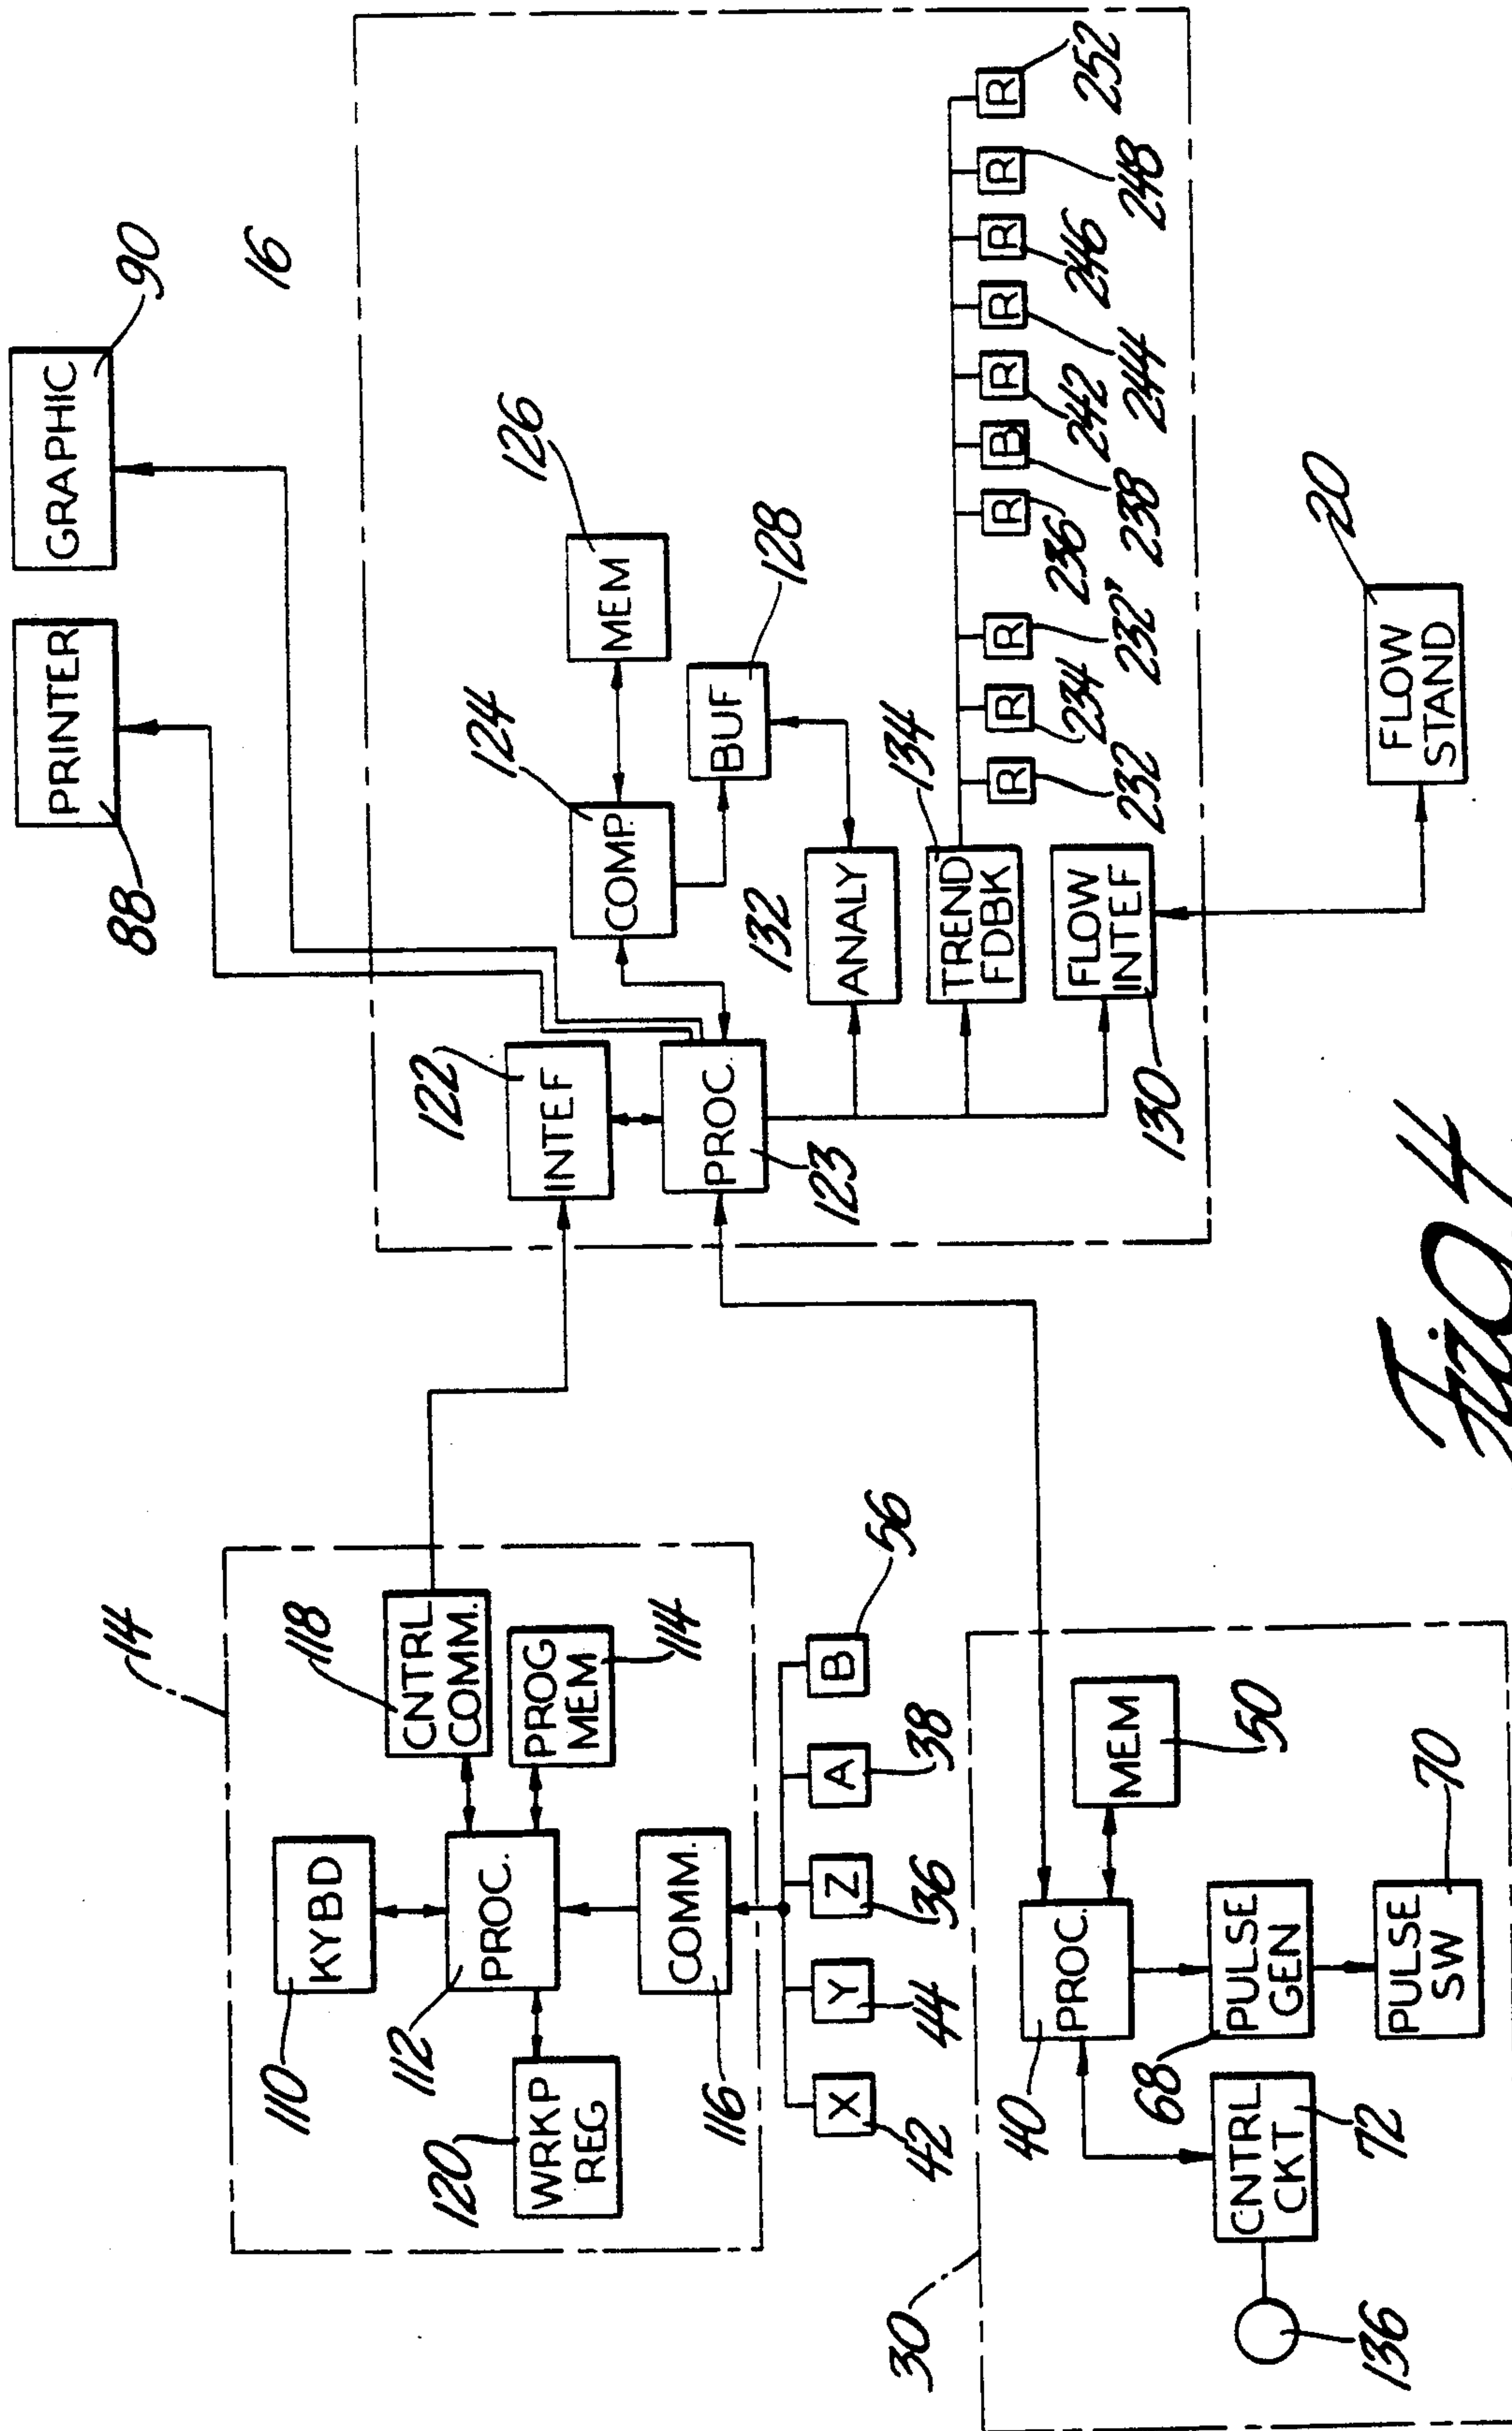 PRINTER
88
GRAPHIC
90
16
14
110
KYBD
118
CNTRL
COMM.
112
PROC.
PROG
MEM
114
120
WRKP
REG
116
COMM.
X
42
Y
44
Z
36
A
38
B
56
122
INTEF
PROC.
123
124
COMP.
MEM
126
BUF
128
132
ANALY
134
TREND
FDBK
FLOW
INTEF
130
R
232
R
234
R
232'
R
236
B
238
R
242
R
244
R
246
R
248
R
252
FLOW
STAND
20
30
40
PROC.
MEM
50
68
PULSE
GEN
PULSE
SW
70
CNTRL
CKT
72
136
Fig. 4